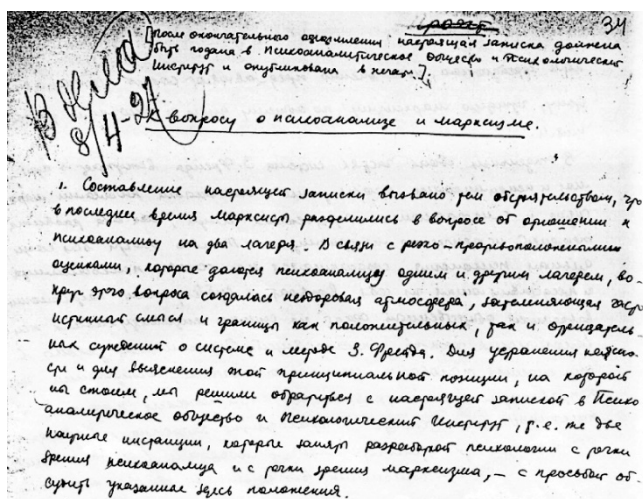 проект
34
[После окончательного одобрения настоящая записка должна
быть подана в Психоаналитическое Общество и Психологический
Институт и опубликована в печати.]
8/
К вопросу о психоанализе и марксизме
1. Составление настоящей записки вызвано тем обстоятельством, что
в последнее время марксисты разделились в вопросе об отношении к
психоанализу на два лагеря. В связи с резко-противоположными
оценками, которые даются психоанализу одним и другим лагерем, во-
круг этого вопроса создалась нездоровая атмосфера, затемняющая
истинный смысл и границы как положительных, так и отрицатель-
ных суждений о системе и методе З. Фрейда. Для устранения неясно-
сти и для выяснения той принципиальной позиции, на которой
мы стоим, мы решили обратиться с настоящей запиской в Психо
аналитическое общество и Психологический Институт, т.е. те две
научные инстанции, которые заняты разработкой психологии с точки
зрения психоанализа и с точки зрения марксизма, – с просьбой об
судить указанные здесь положения.